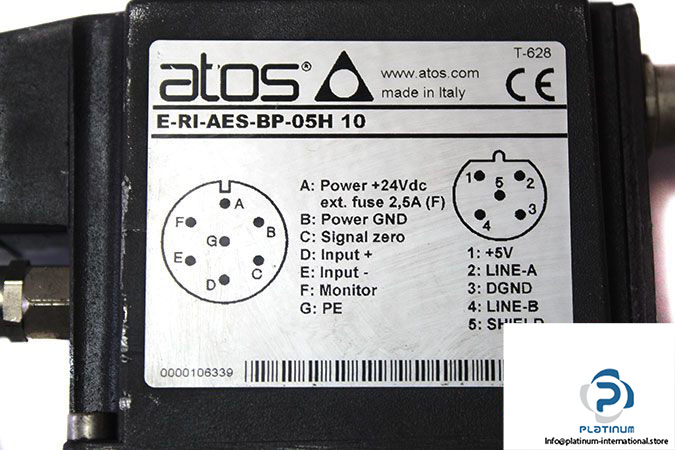 T-628
atos®
www.atos.com
made in Italy
CE
E-RI-AES-BP-05H 10
A
B
C
D
E
F
G
A: Power +24Vdc
ext. fuse 2,5A (F)
B: Power GND
C: Signal zero
D: Input +
E: Input -
F: Monitor
G: PE
1
2
3
4
5
1: +5V
2: LINE-A
3: DGND
4: LINE-B
5: SHIELD
0000106339
PLATINUM
Info@platinum-international.store